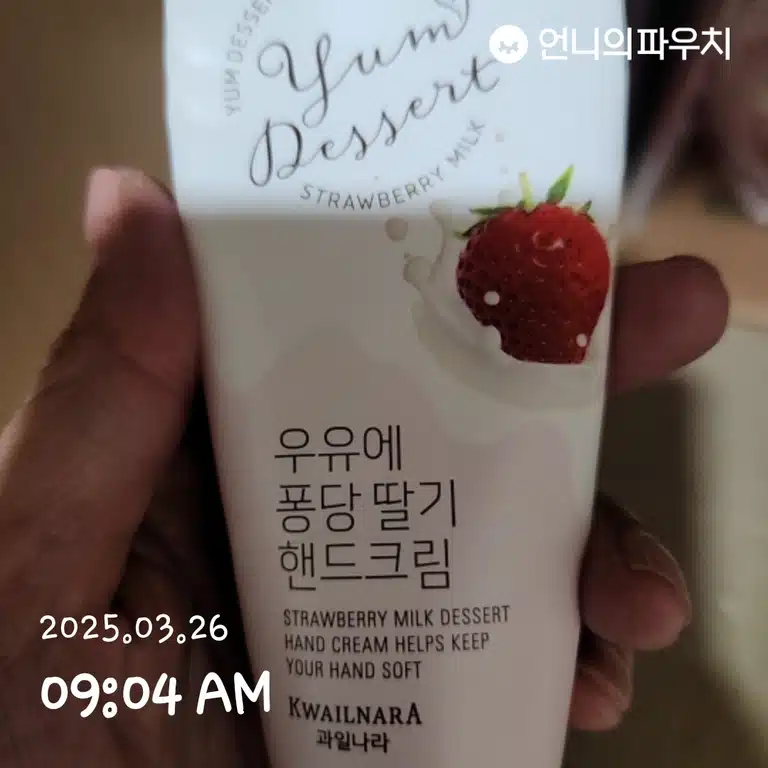 언니의파우치
YUM DESSERT
Yum
Dessert
STRAWBERRY MILK
우유에
퐁당 딸기
핸드크림
STRAWBERRY MILK DESSERT
HAND CREAM HELPS KEEP
YOUR HAND SOFT
KWAILNARA
과일나라
2025.03.26
09:04 AM